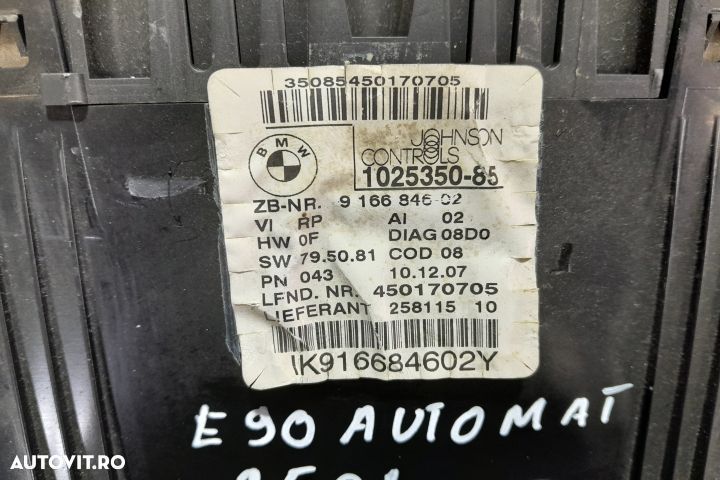 35085450170705
BMW
JOHNSON
CONTROLS
1025350-85
ZB-NR. 9 166 846-02
VI RP AI 02
HW 0F DIAG 08D0
SW 79.50.81 COD 08
PN 043 10.12.07
LFND. NR. 450170705
LIEFERANT 258115 10
IK916684602Y
E90 AUTOMAT
AUTOVIT.RO